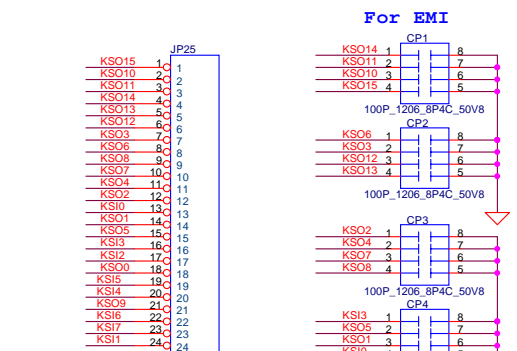 For EMI
JP25
KSO15 1 1
KSO10 2 2
KSO11 3 3
KSO14 4 4
KSO13 5 5
KSO12 6 6
KSO3 7 7
KSO6 8 8
KSO8 9 9
KSO7 10 10
KSO4 11 11
KSO2 12 12
KSI0 13 13
KSO1 14 14
KSO5 15 15
KSI3 16 16
KSI2 17 17
KSO0 18 18
KSI5 19 19
KSI4 20 20
KSO9 21 21
KSI6 22 22
KSI7 23 23
KSI1 24 24
CP1
KSO14 1 8
KSO11 2 7
KSO10 3 6
KSO15 4 5
100P_1206_8P4C_50V8
CP2
KSO6 1 8
KSO3 2 7
KSO12 3 6
KSO13 4 5
100P_1206_8P4C_50V8
CP3
KSO2 1 8
KSO4 2 7
KSO7 3 6
KSO8 4 5
100P_1206_8P4C_50V8
CP4
KSI3 1 8
KSO5 2 7
KSO1 3 6
KSI0